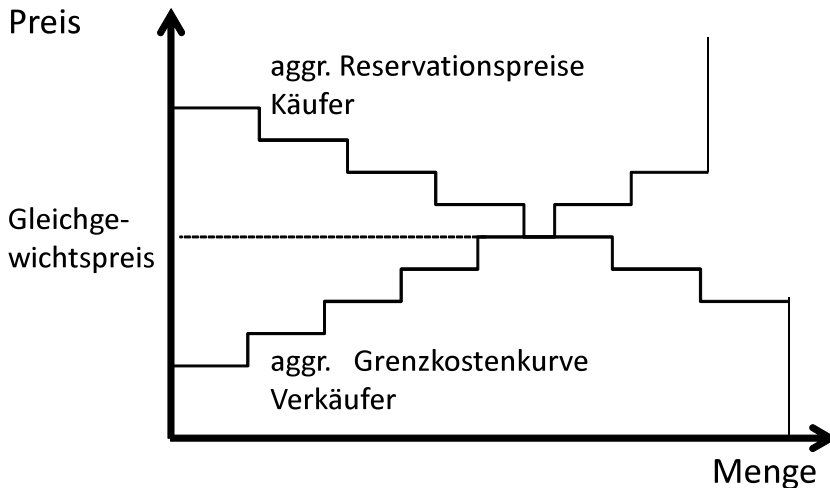 Preis
aggr. Reservationspreise
Käufer
Gleichge-
wichtspreis
aggr. Grenzkostenkurve
Verkäufer
Menge